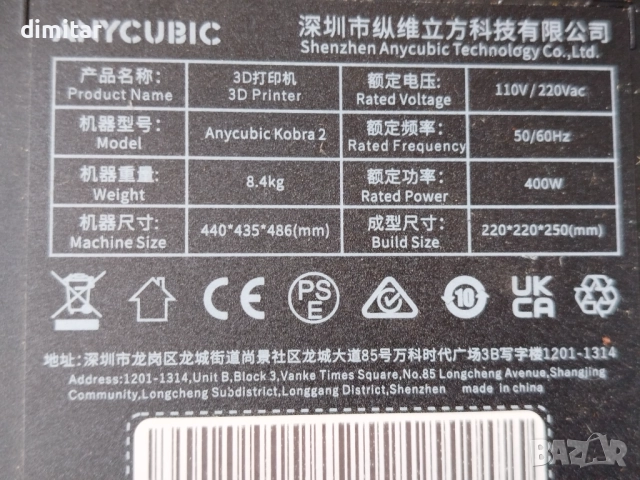 dimitar
ANYCUBIC
深圳市纵维立方科技有限公司
Shenzhen Anycubic Technology Co.,Ltd.
产品名称： 3D打印机 额定电压： 110V / 220Vac
Product Name 3D Printer Rated Voltage
机器型号： Anycubic Kobra 2 额定频率： 50/60Hz
Model Rated Frequency
机器重量： 8.4kg 额定功率： 400W
Weight Rated Power
机器尺寸： 440*435*486(mm) 成型尺寸： 220*220*250(mm)
Machine Size Build Size
CE PSE 10 UKCA
地址：深圳市龙岗区龙城街道尚景社区龙城大道85号万科时代广场3B写字楼1201-1314
Address:1201-1314,Unit B,Block 3,Vanke Times Square,No.85 Longcheng Avenue,Shangjing
Community,Longcheng Subdistrict,Longgang District,Shenzhen made in china
BAZAR